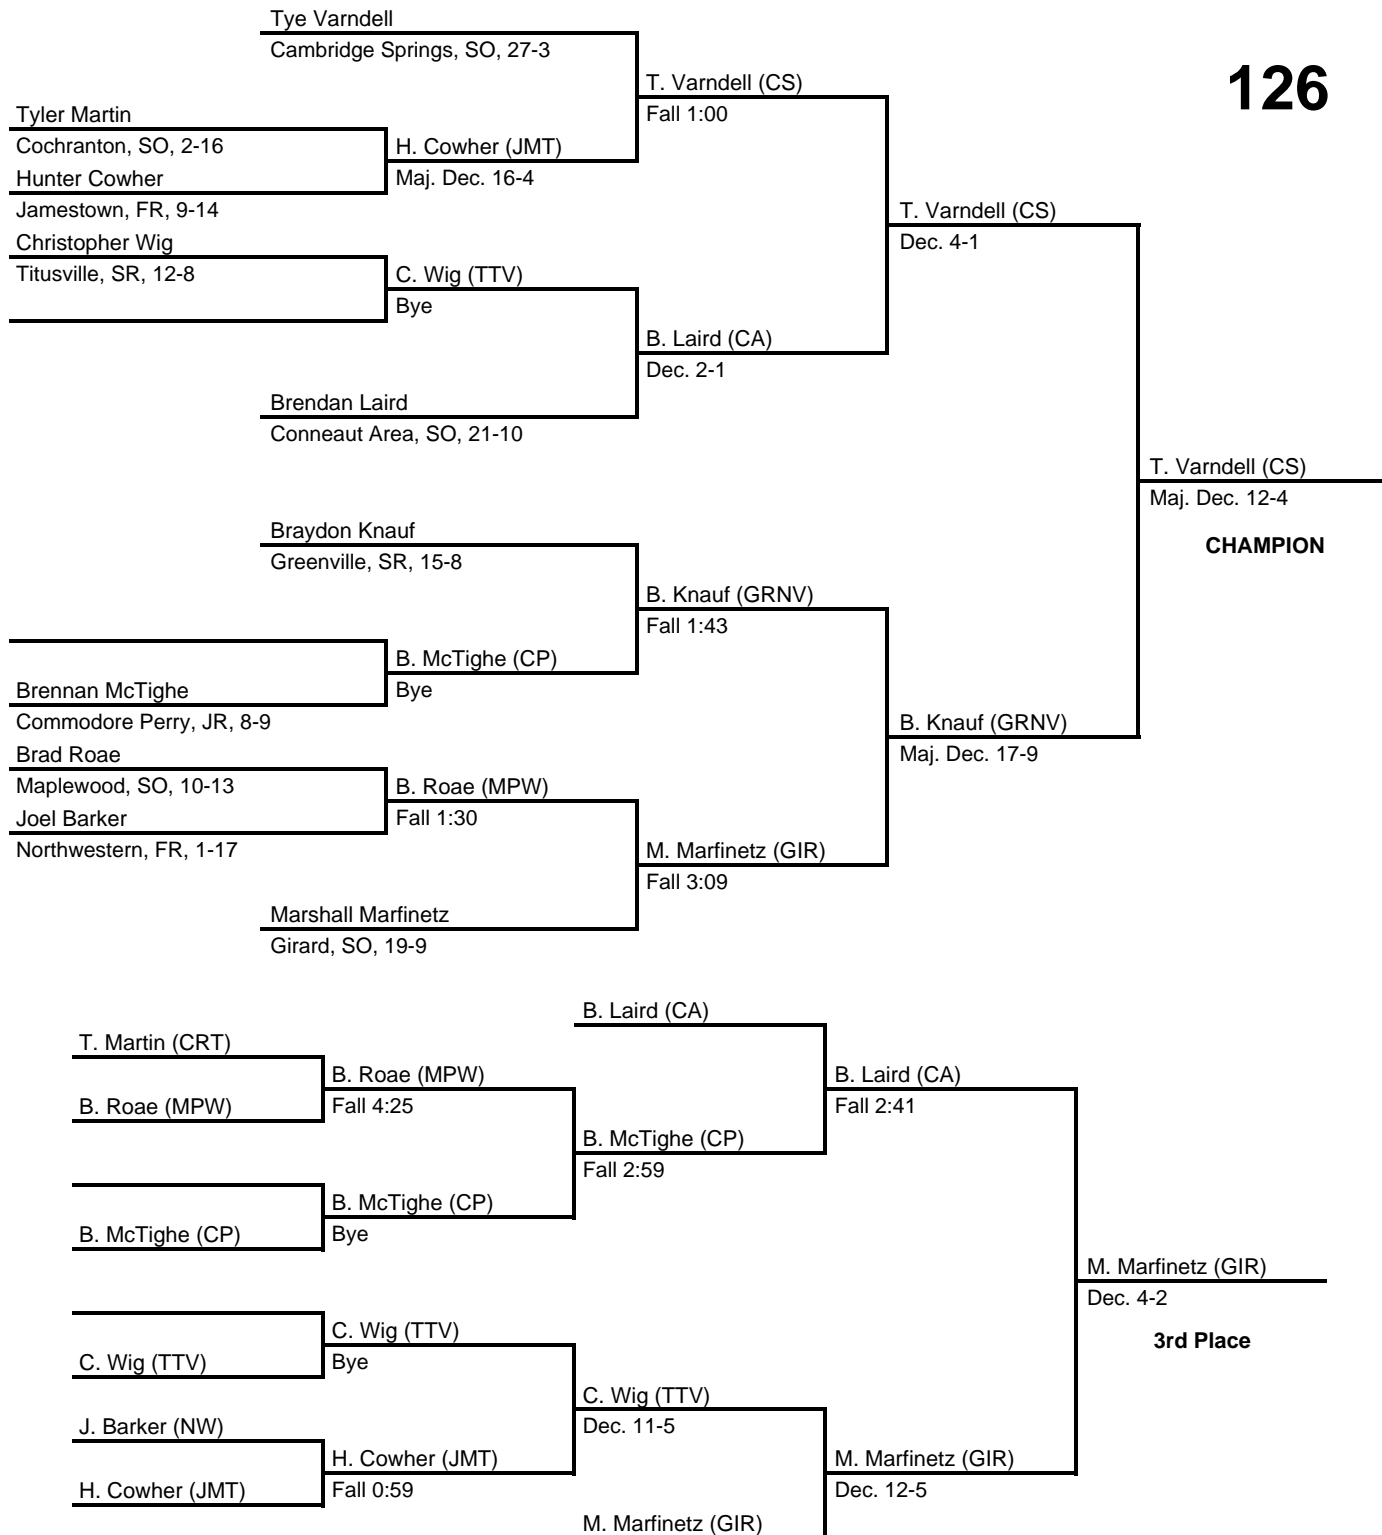 Tye Varndell
Cambridge Springs, SO, 27-3
126
T. Varndell (CS)
Fall 1:00
Tyler Martin
Cochranton, SO, 2-16
H. Cowher (JMT)
Maj. Dec. 16-4
Hunter Cowher
Jamestown, FR, 9-14
T. Varndell (CS)
Dec. 4-1
Christopher Wig
Titusville, SR, 12-8
C. Wig (TTV)
Bye
B. Laird (CA)
Dec. 2-1
Brendan Laird
Conneaut Area, SO, 21-10
T. Varndell (CS)
Maj. Dec. 12-4
CHAMPION
Braydon Knauf
Greenville, SR, 15-8
B. Knauf (GRNV)
Fall 1:43
B. McTighe (CP)
Bye
Brennan McTighe
Commodore Perry, JR, 8-9
B. Knauf (GRNV)
Maj. Dec. 17-9
Brad Roae
Maplewood, SO, 10-13
B. Roae (MPW)
Fall 1:30
Joel Barker
Northwestern, FR, 1-17
M. Marfinetz (GIR)
Fall 3:09
Marshall Marfinetz
Girard, SO, 19-9
B. Laird (CA)
T. Martin (CRT)
B. Roae (MPW)
Fall 4:25
B. Roae (MPW)
B. Laird (CA)
Fall 2:41
B. McTighe (CP)
Fall 2:59
B. McTighe (CP)
Bye
B. McTighe (CP)
M. Marfinetz (GIR)
Dec. 4-2
3rd Place
C. Wig (TTV)
Bye
C. Wig (TTV)
C. Wig (TTV)
Dec. 11-5
J. Barker (NW)
H. Cowher (JMT)
Fall 0:59
H. Cowher (JMT)
M. Marfinetz (GIR)
Dec. 12-5
M. Marfinetz (GIR)